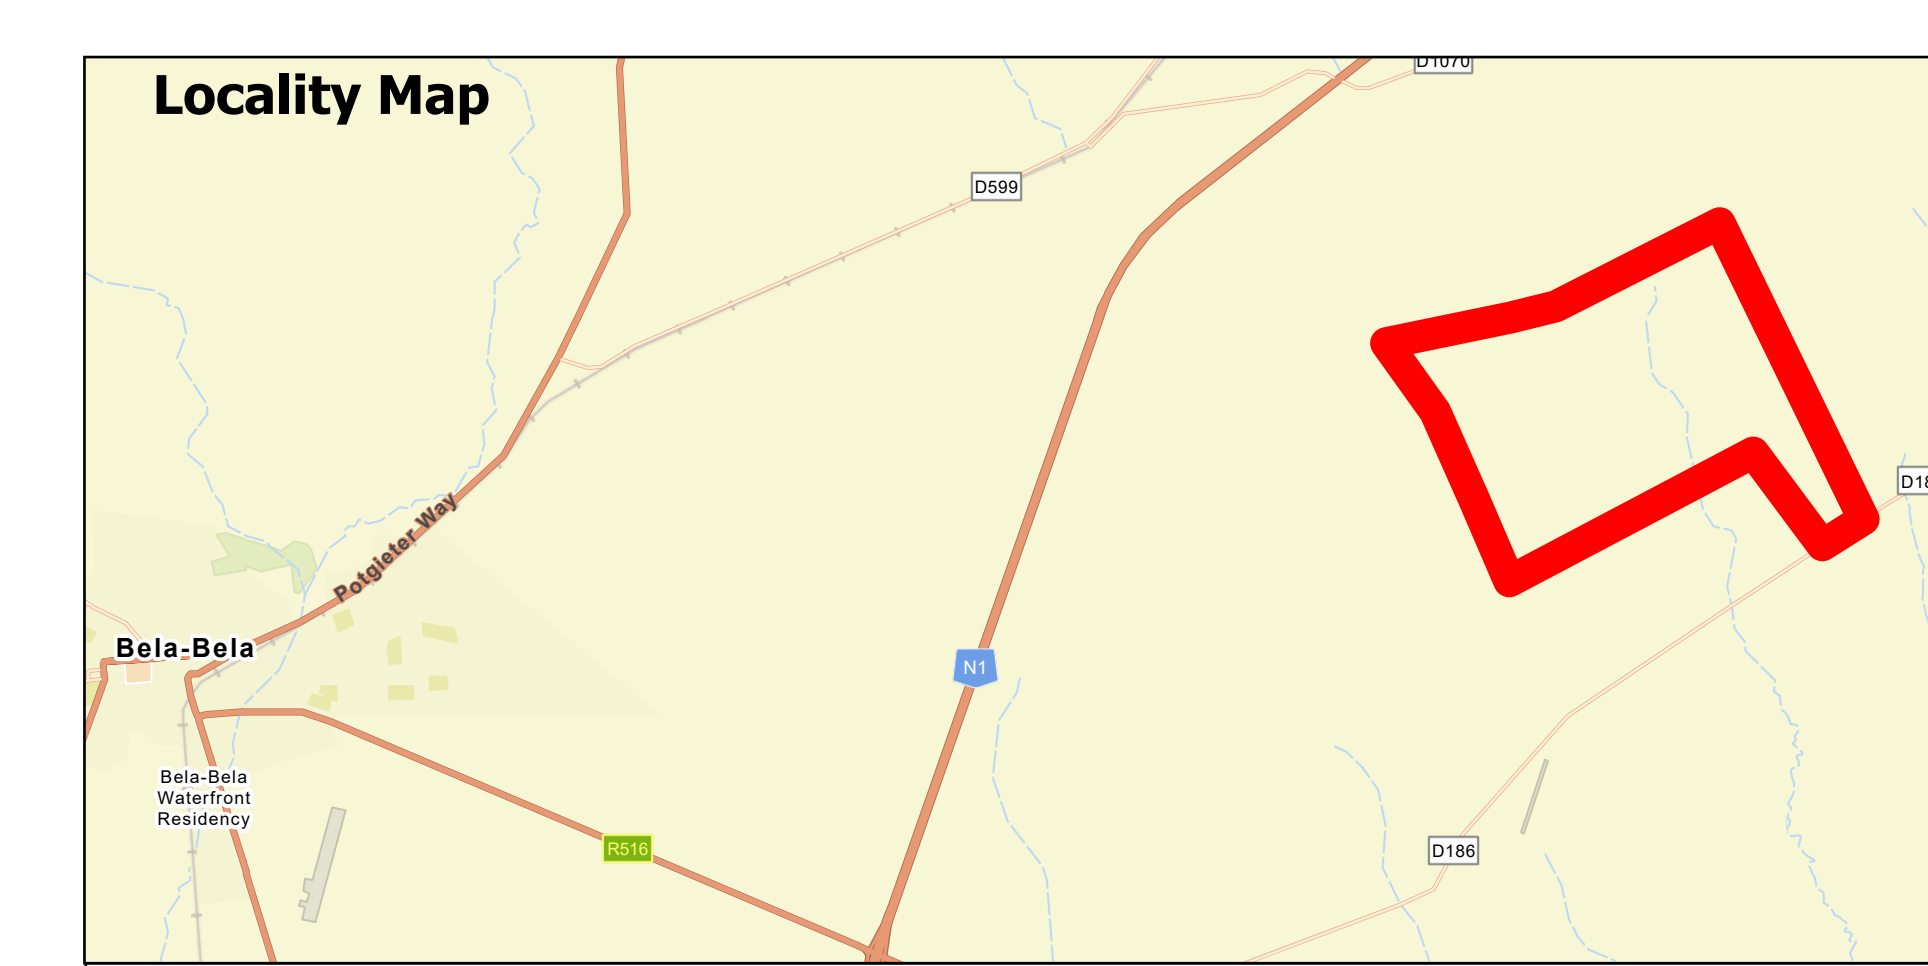 Locality Map
D1070
D599
D18
Potgieter Way
Bela-Bela
N1
Bela-Bela
Waterfront
Residency
R516
D186